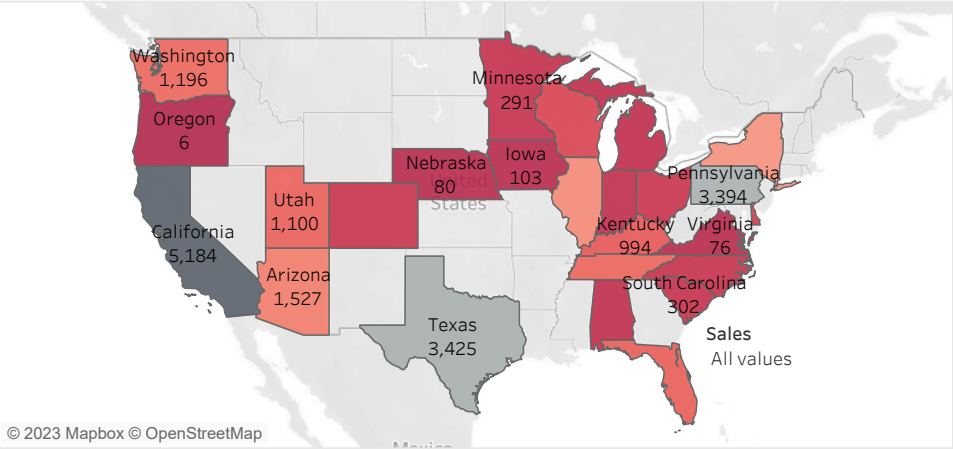 Washington
1,196
Minnesota
291
Oregon
6
Iowa
103
Nebraska
80
United
States
Pennsylvania
3,394
Utah
1,100
California
5,184
Kentucky
994
Virginia
76
Arizona
1,527
South Carolina
302
Texas
3,425
Sales
All values
© 2023 Mapbox © OpenStreetMap
Mexico